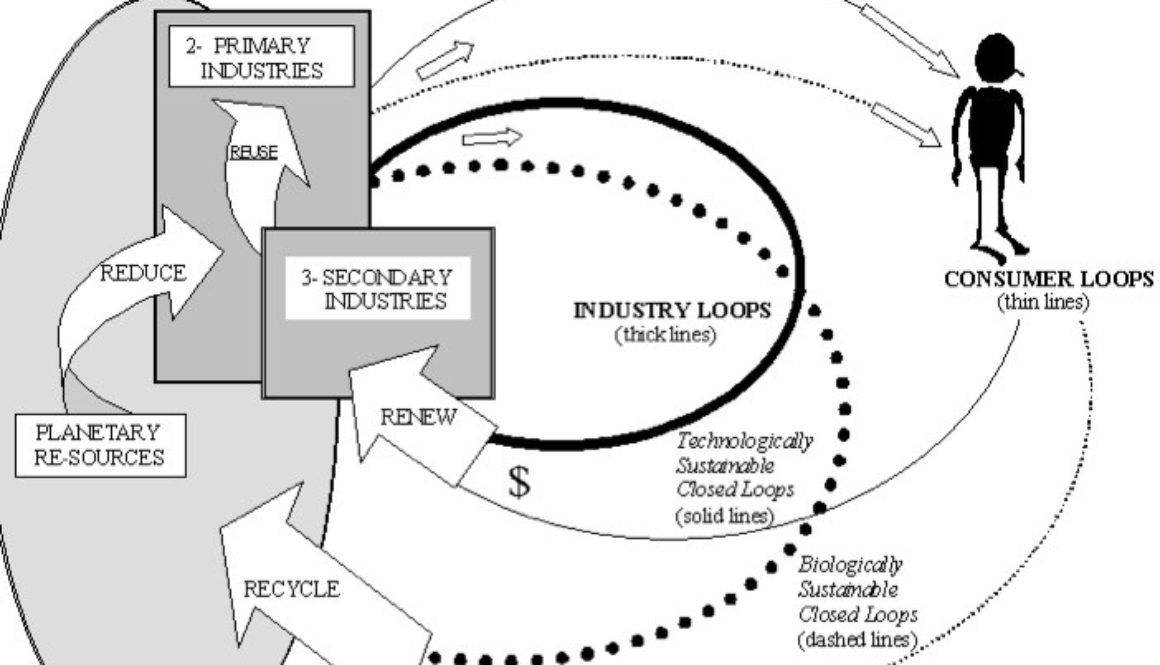 2- PRIMARY
INDUSTRIES
REUSE
REDUCE
3- SECONDARY
INDUSTRIES
PLANETARY
RE-SOURCES
RENEW
$
RECYCLE
INDUSTRY LOOPS
(thick lines)
CONSUMER LOOPS
(thin lines)
Technologically
Sustainable
Closed Loops
(solid lines)
Biologically
Sustainable
Closed Loops
(dashed lines)